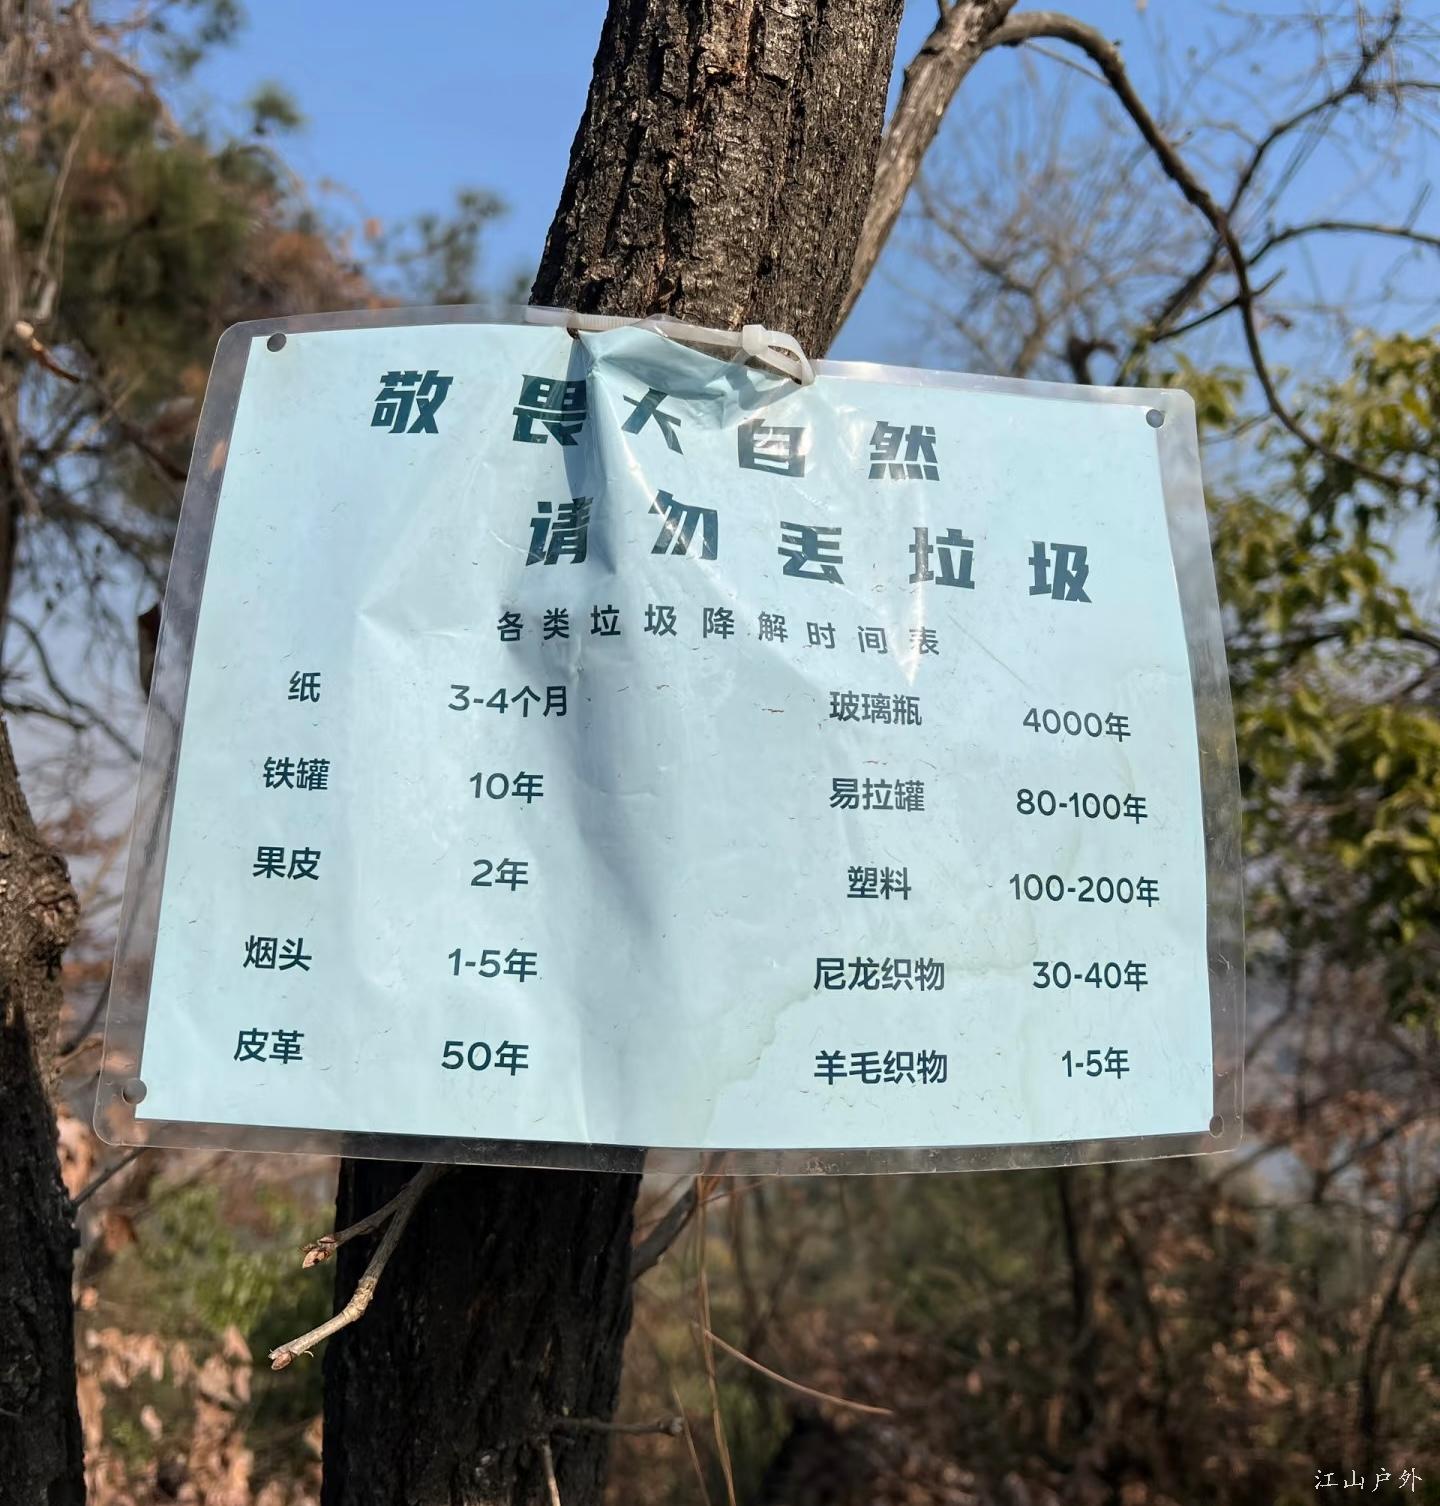 敬畏大自然
请勿丢垃圾
各类垃圾降解时间表
纸 3-4个月 玻璃瓶 4000年
铁罐 10年 易拉罐 80-100年
果皮 2年 塑料 100-200年
烟头 1-5年 尼龙织物 30-40年
皮革 50年 羊毛织物 1-5年
江山户外